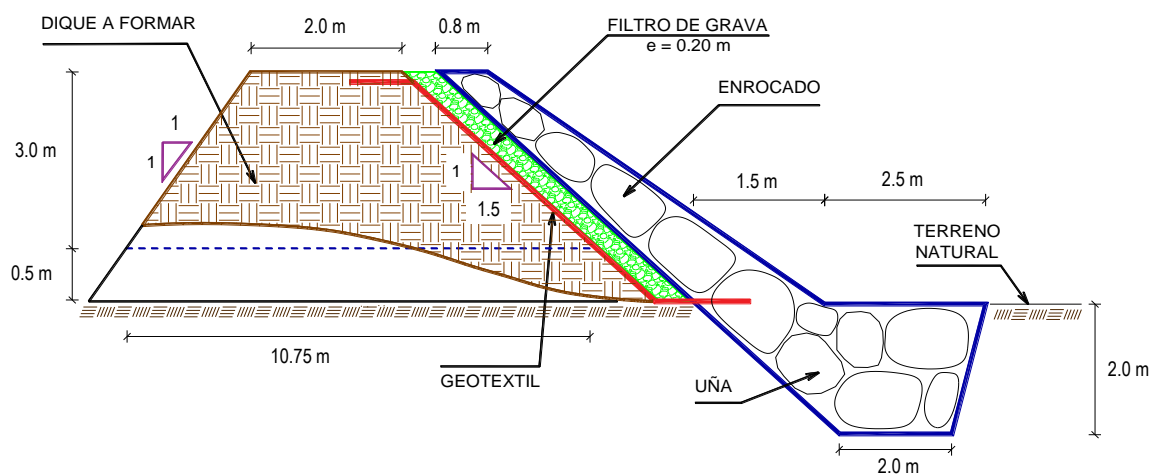 DIQUE A FORMAR
2.0 m
0.8 m
FILTRO DE GRAVA
e = 0.20 m
ENROCADO
1
1
3.0 m
1
1.5
1.5 m
2.5 m
TERRENO
NATURAL
0.5 m
10.75 m
GEOTEXTIL
UÑA
2.0 m
2.0 m